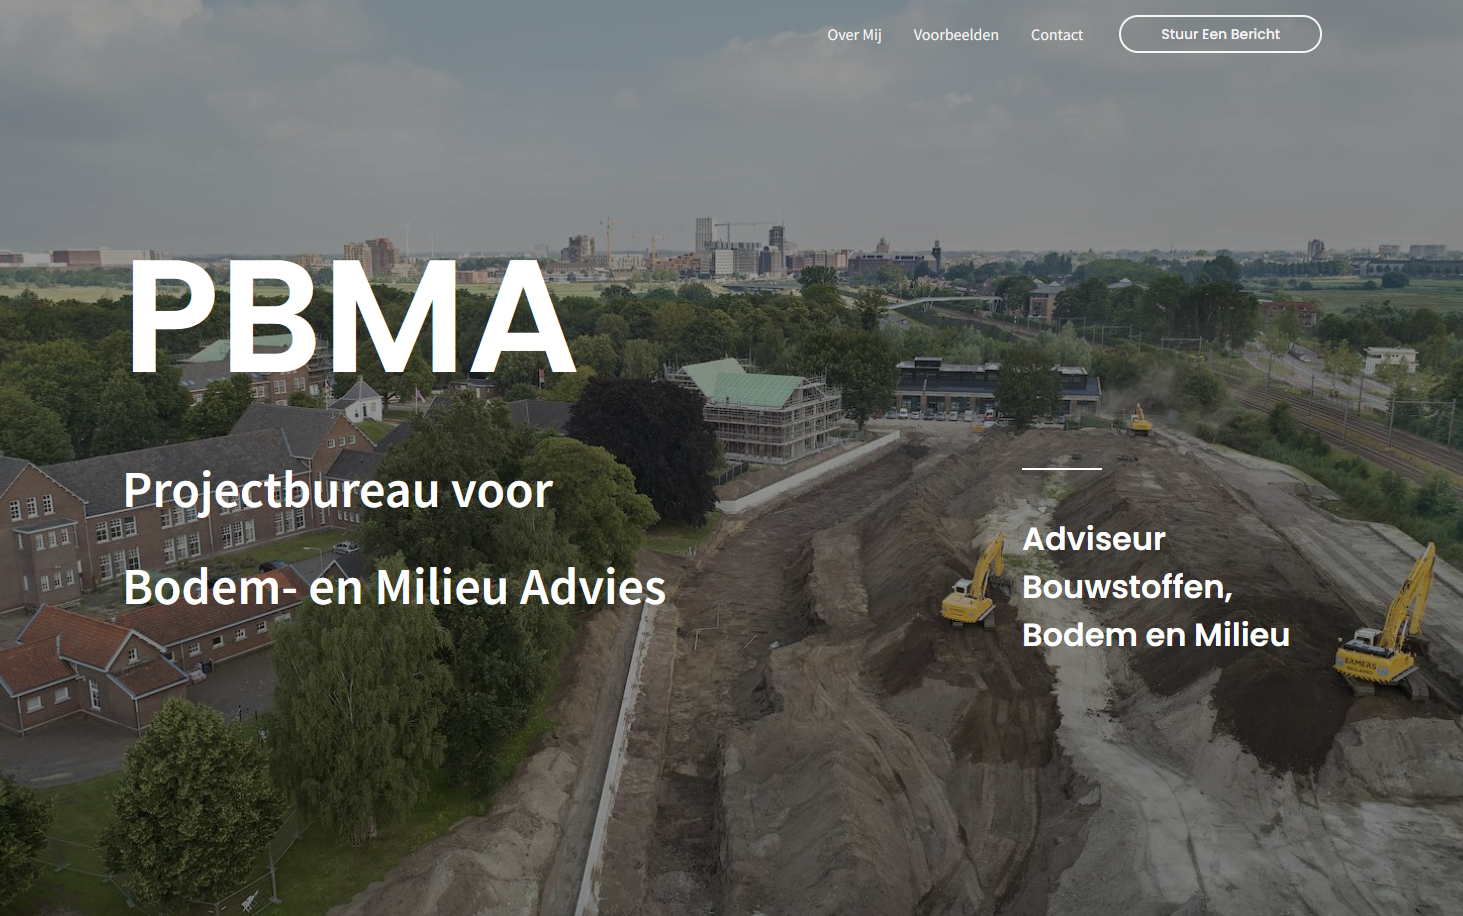 Over Mij
Voorbeelden
Contact
Stuur Een Bericht
PBMA
Projectbureau voor
Bodem- en Milieu Advies
Adviseur
Bouwstoffen,
Bodem en Milieu